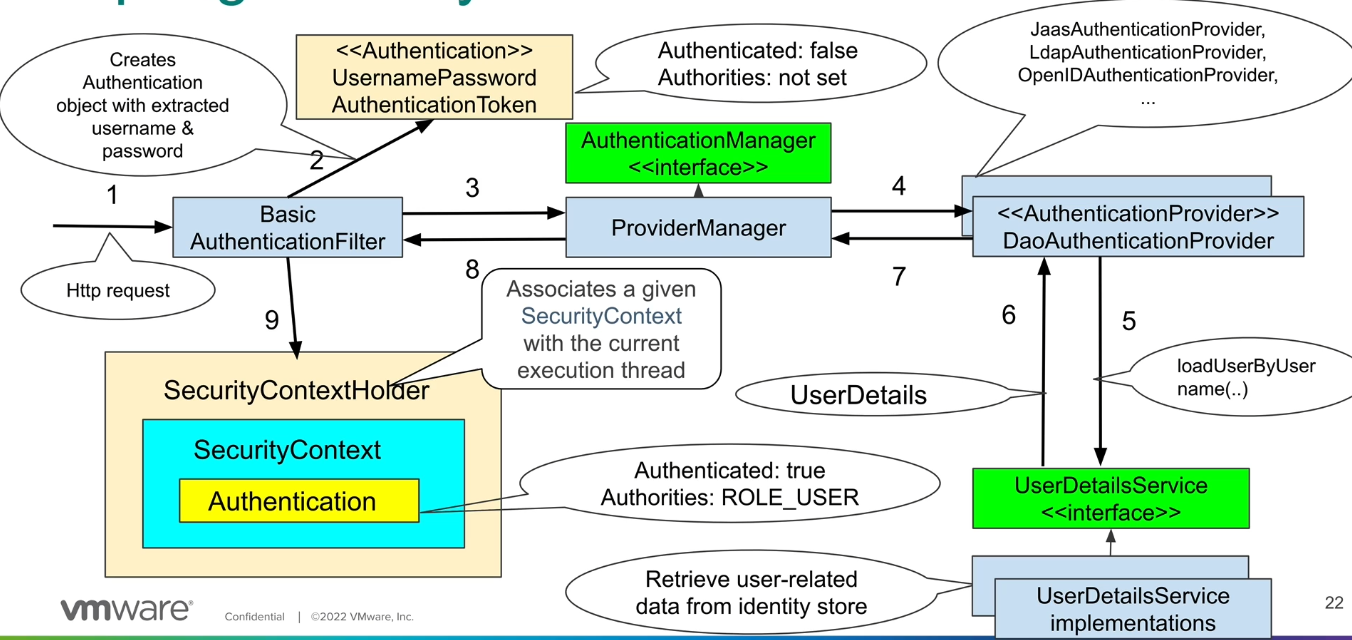 Creates
Authentication
object with extracted
username &
password
<<Authentication>>
UsernamePassword
AuthenticationToken
Authenticated: false
Authorities: not set
JaasAuthenticationProvider,
LdapAuthenticationProvider,
OpenIDAuthenticationProvider,
...
AuthenticationManager
<<interface>>
1
2
3
4
Basic
AuthenticationFilter
ProviderManager
<<AuthenticationProvider>>
DaoAuthenticationProvider
8
7
Http request
9
Associates a given
SecurityContext
with the current
execution thread
6
5
loadUserByUser
name(..)
UserDetails
SecurityContextHolder
SecurityContext
Authentication
Authenticated: true
Authorities: ROLE_USER
UserDetailsService
<<interface>>
Retrieve user-related
data from identity store
UserDetailsService
implementations
vmware®
Confidential | ©2022 VMware, Inc.
22